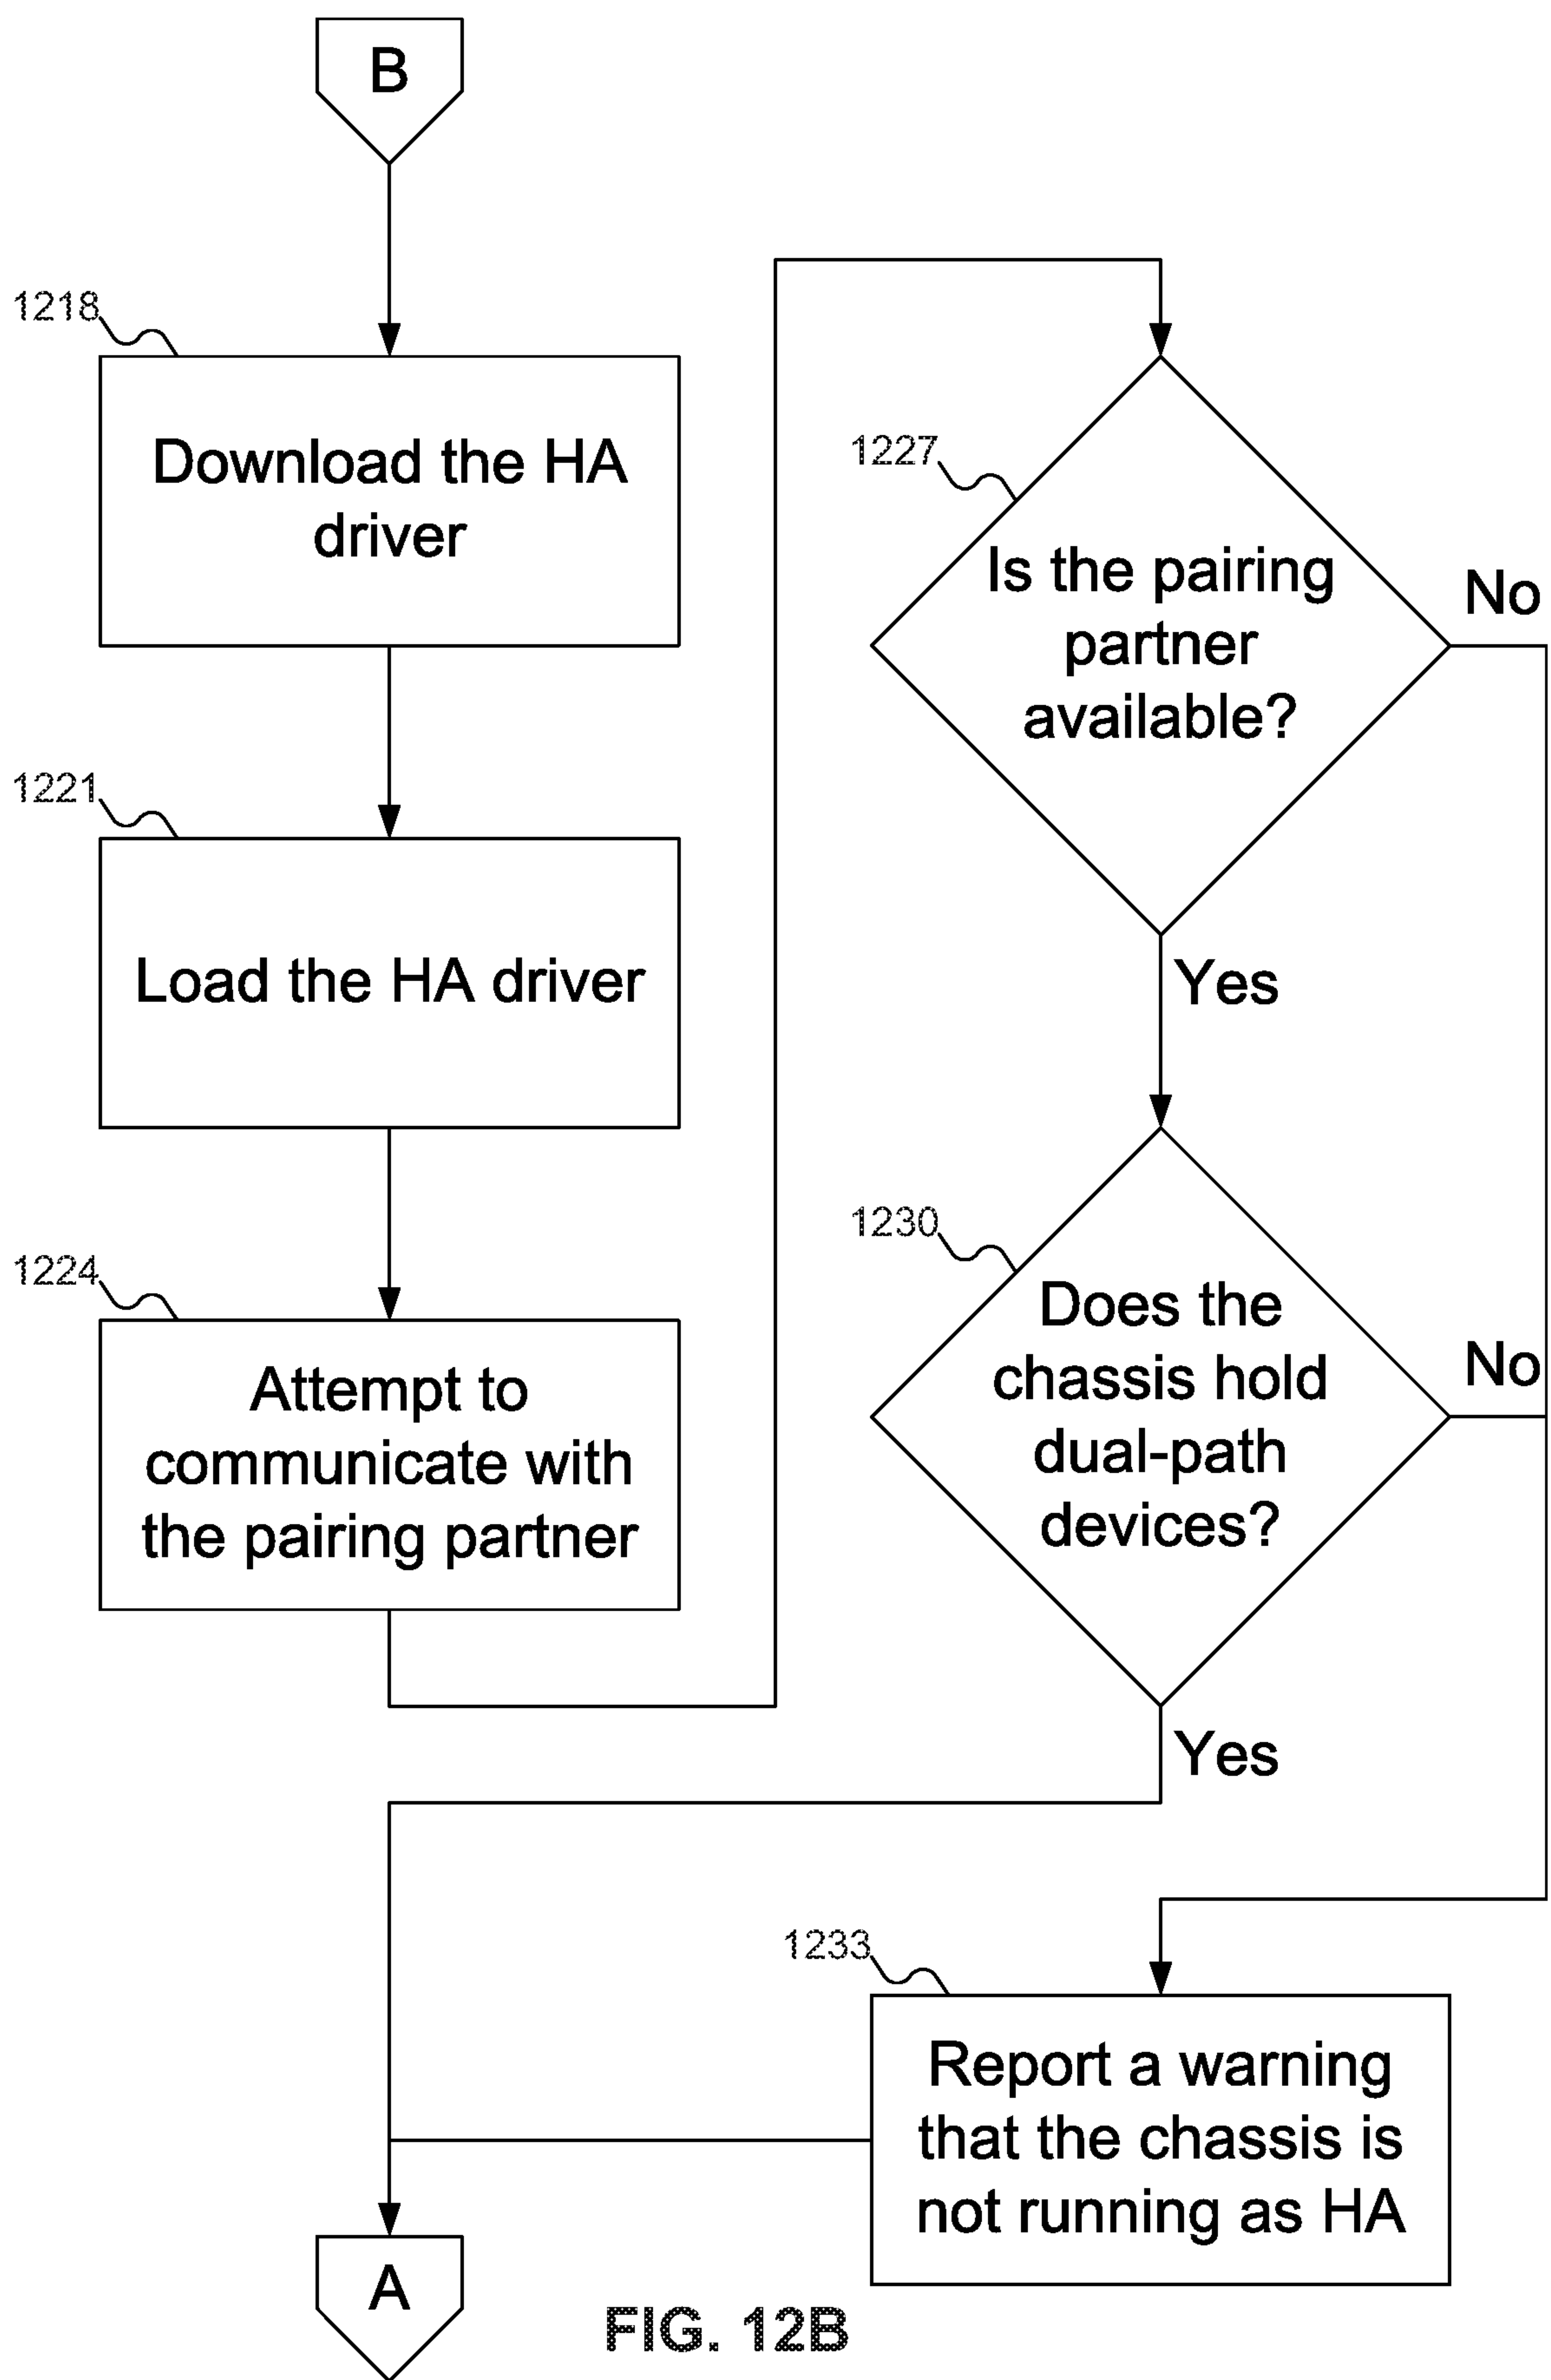 B
1218
Download the HA
driver
1221
Load the HA driver
1224
Attempt to
communicate with
the pairing partner
1227
Is the pairing
partner
available?
No
Yes
1230
Does the
chassis hold
dual-path
devices?
No
Yes
1233
Report a warning
that the chassis is
not running as HA
A
FIG. 12B